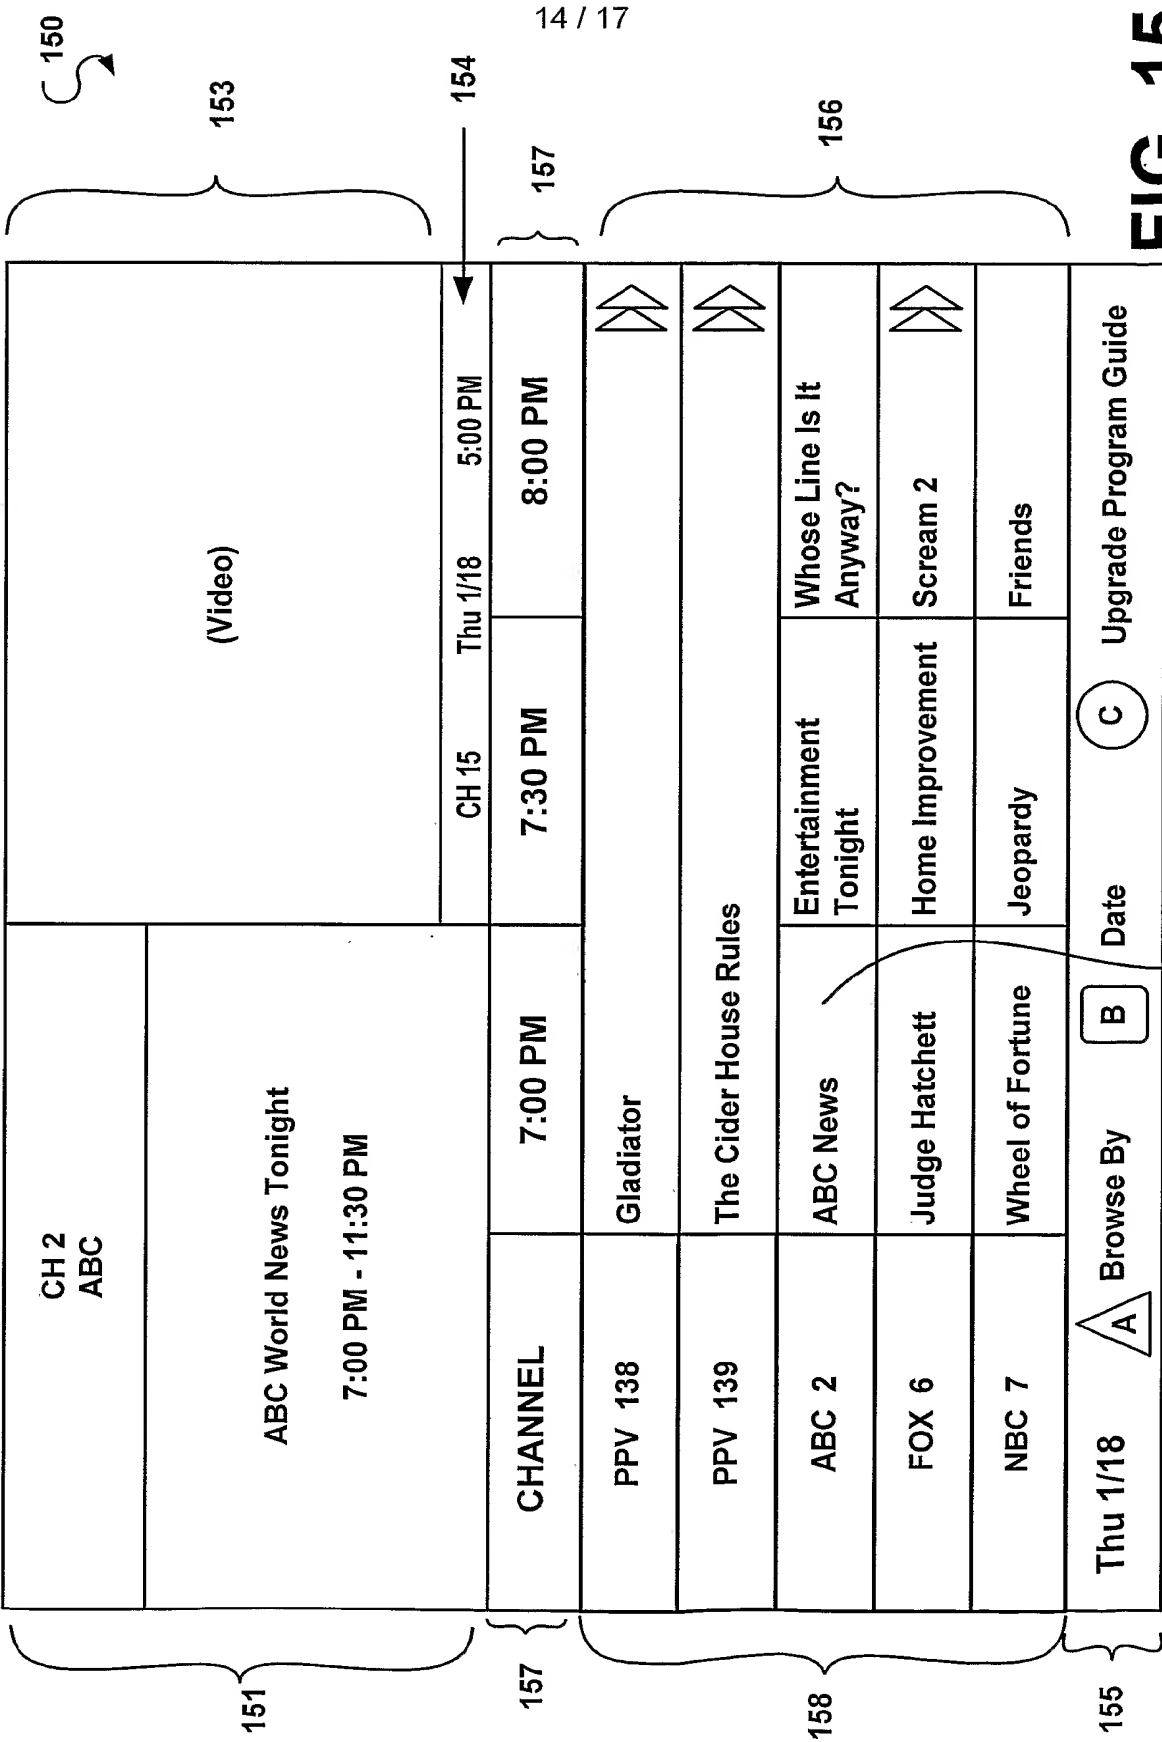 14 / 17
150
153
154
157
156
CH 2
ABC
ABC World News Tonight
7:00 PM - 11:30 PM
(Video)
CH 15 Thu 1/18 5:00 PM
CHANNEL 7:00 PM 7:30 PM 8:00 PM
PPV 138 Gladiator
PPV 139 The Cider House Rules
ABC 2 ABC News Entertainment Tonight Whose Line Is It Anyway?
FOX 6 Judge Hatchett Home Improvement Scream 2
NBC 7 Wheel of Fortune Jeopardy Friends
Thu 1/18 A Browse By B Date C Upgrade Program Guide
151
157
158
155
FIG. 15